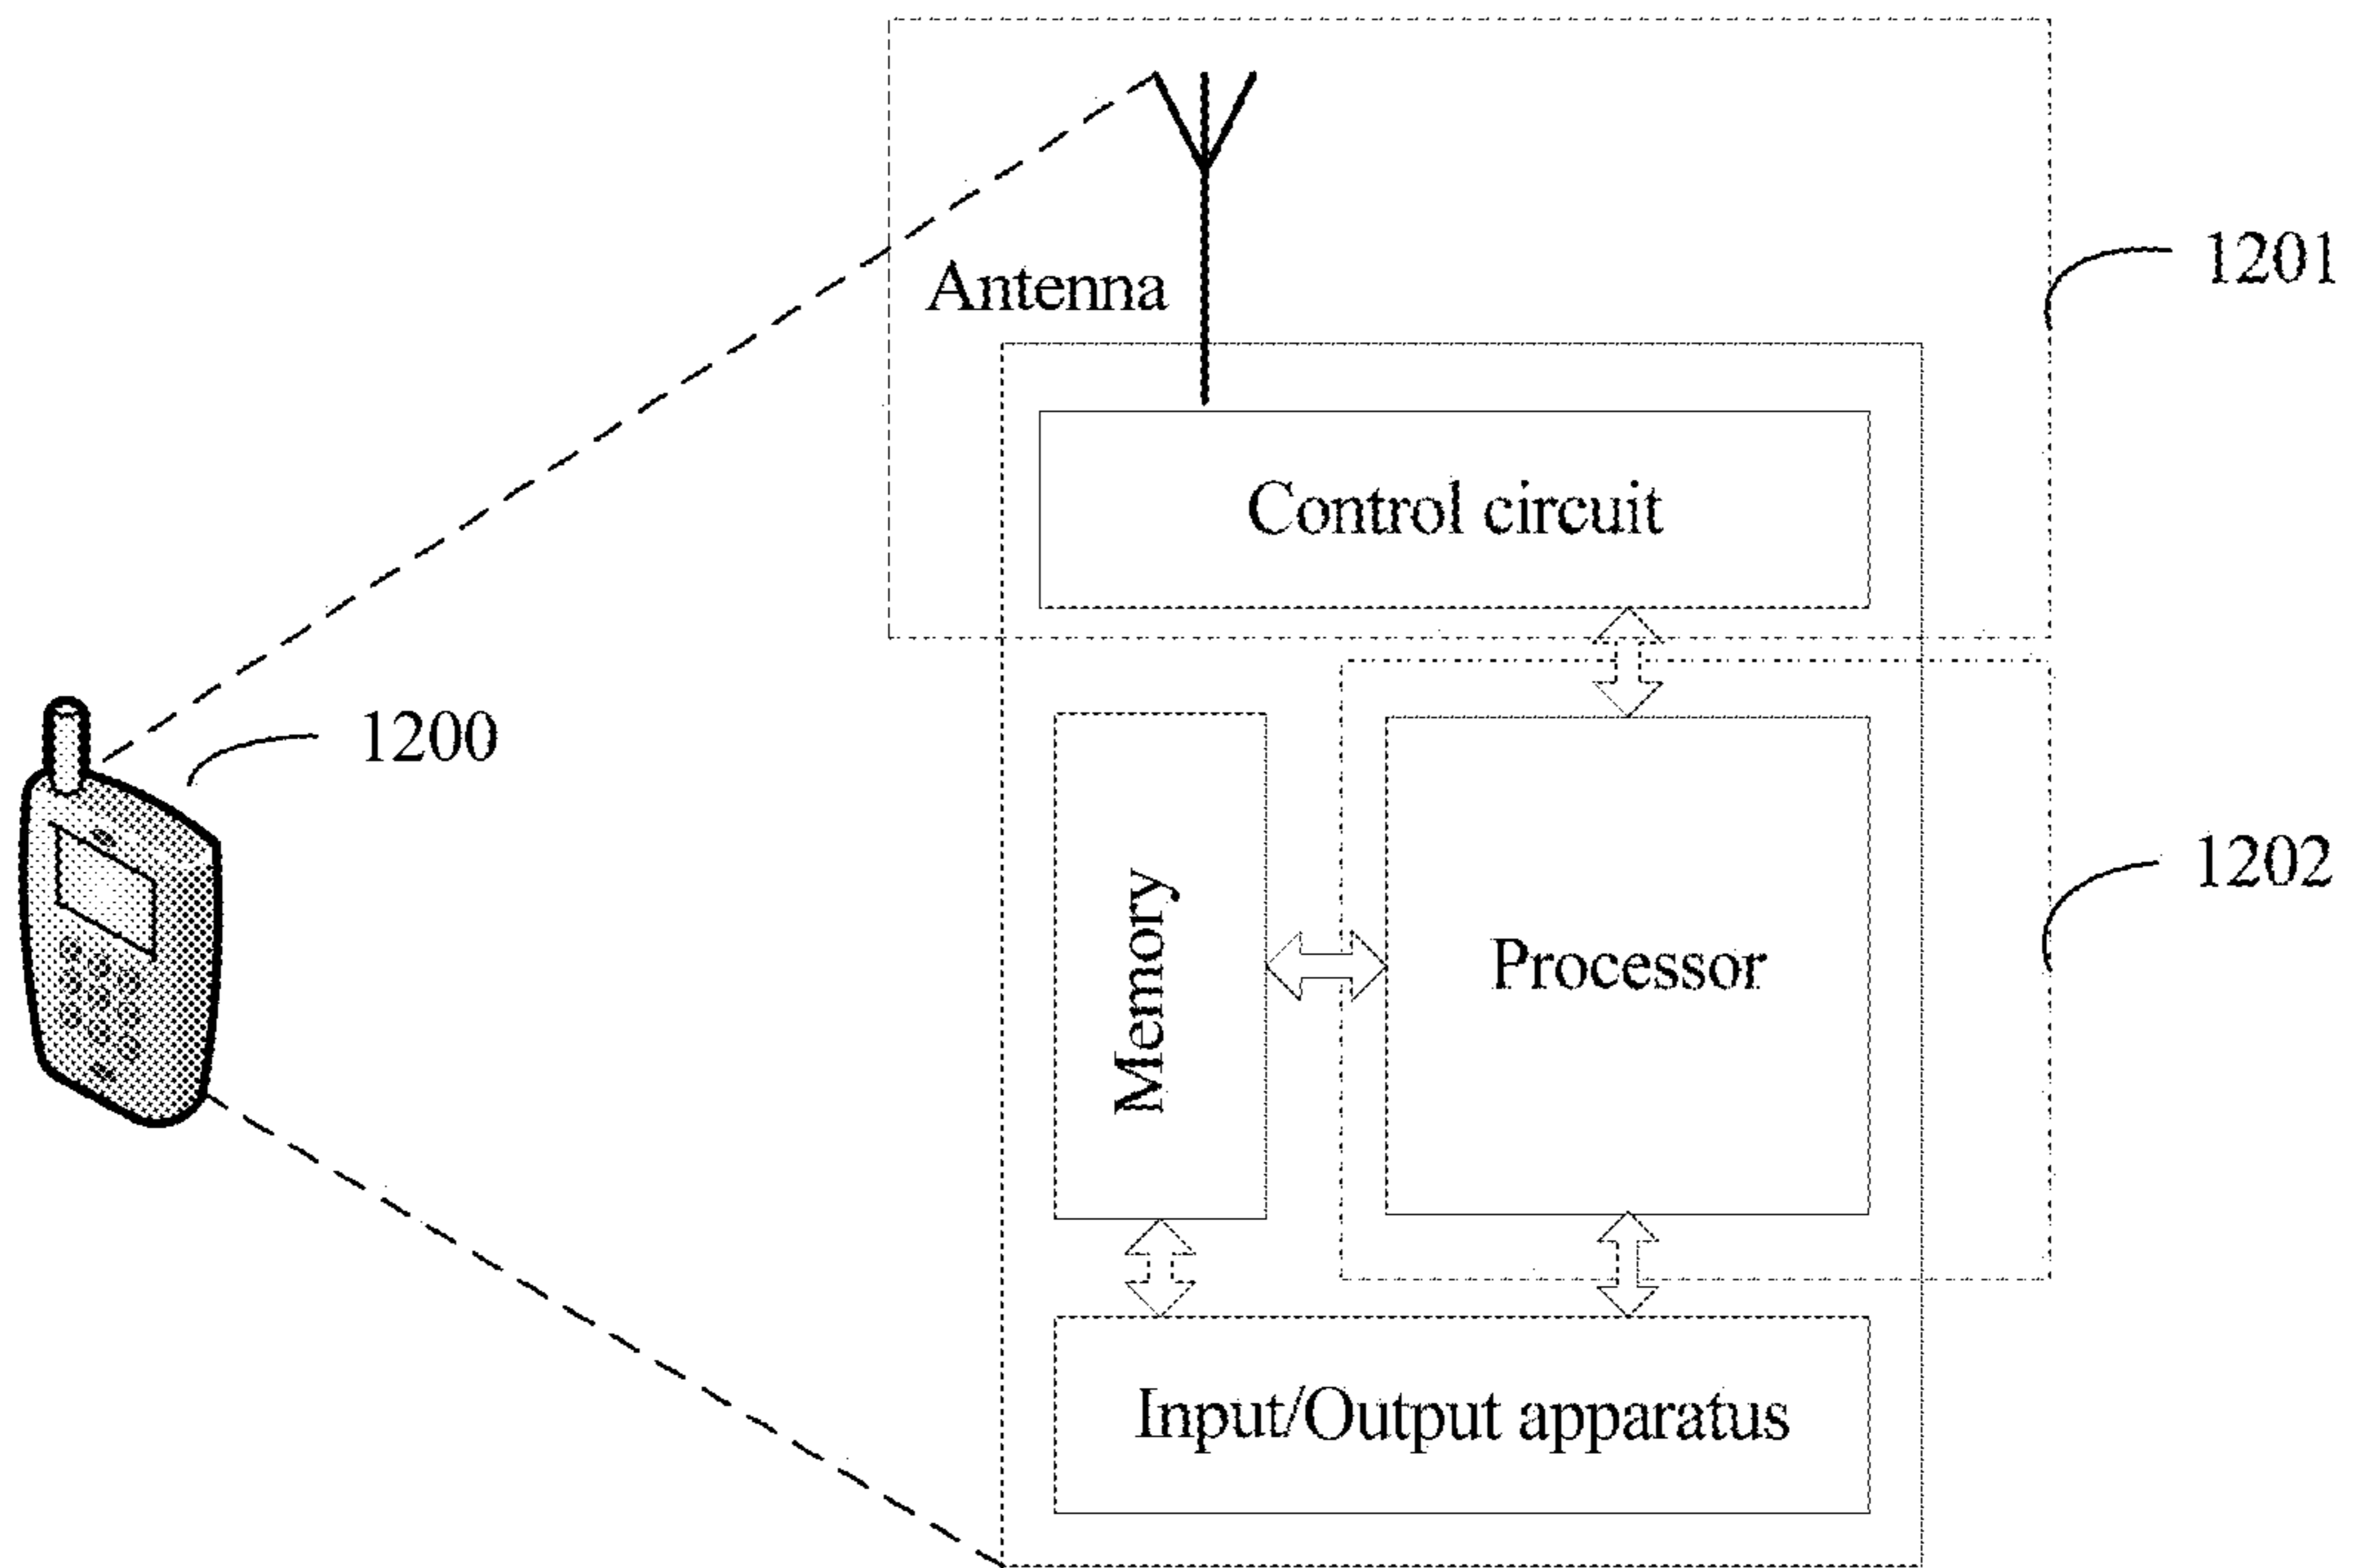 1201
Antenna
Control circuit
1200
1202
Memory
Processor
Input/Output apparatus